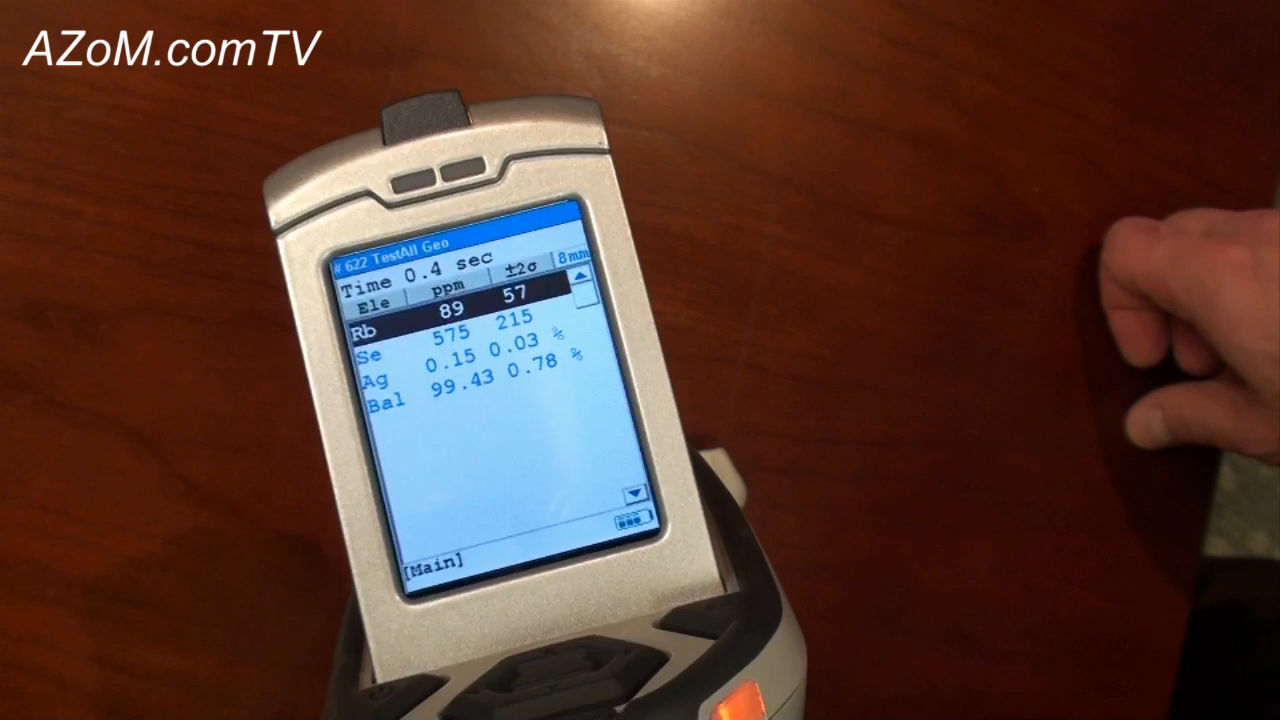 AZoM.comTV
# 622 TestAll Geo
Time 0.4 sec
Ele ppm ±2σ 8mm
Rb 89 57
Se 575 215
Ag 0.15 0.03 %
Bal 99.43 0.78 %
[Main]